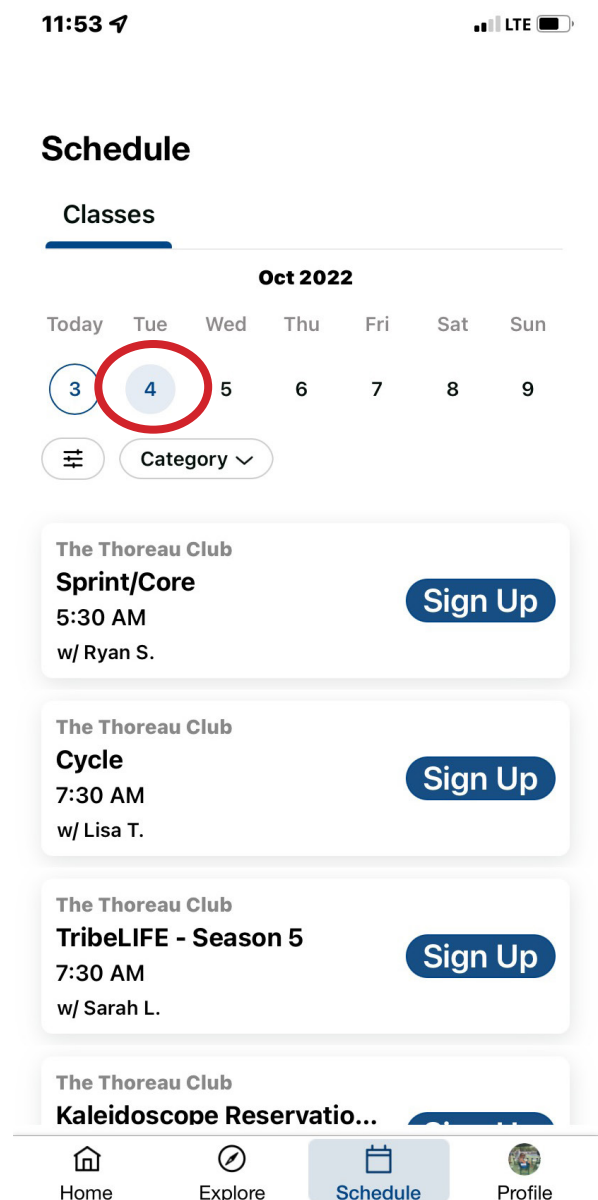 11:53 LTE
Schedule
Classes
Oct 2022
Today Tue Wed Thu Fri Sat Sun
3 4 5 6 7 8 9
Category
The Thoreau Club
Sprint/Core
5:30 AM
w/ Ryan S.
Sign Up
The Thoreau Club
Cycle
7:30 AM
w/ Lisa T.
Sign Up
The Thoreau Club
TribeLIFE - Season 5
7:30 AM
w/ Sarah L.
Sign Up
The Thoreau Club
Kaleidoscope Reservatio...
Home Explore Schedule Profile